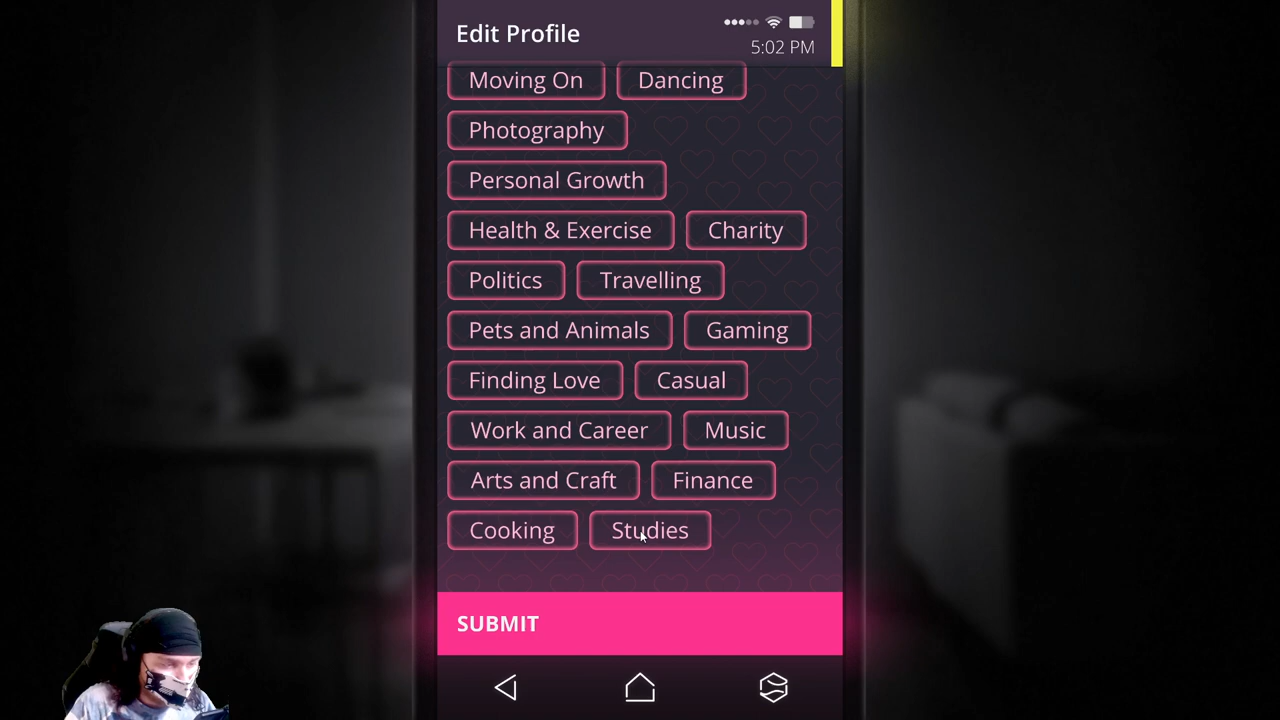 Edit Profile
5:02 PM
Moving On Dancing
Photography
Personal Growth
Health & Exercise Charity
Politics Travelling
Pets and Animals Gaming
Finding Love Casual
Work and Career Music
Arts and Craft Finance
Cooking Studies
SUBMIT